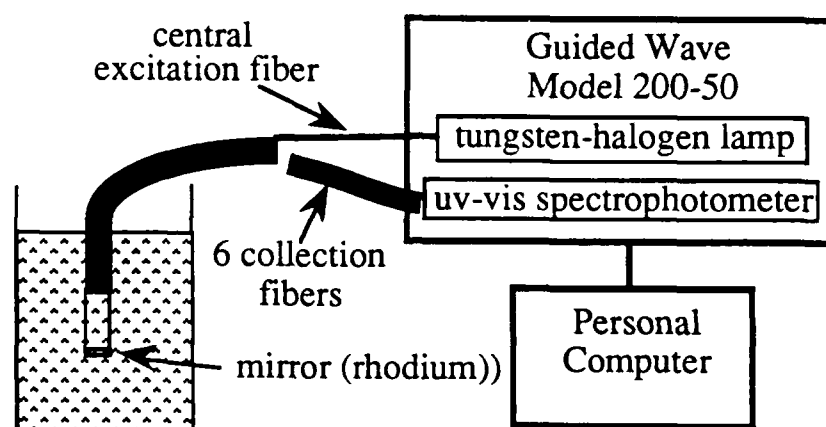 central
excitation fiber
Guided Wave
Model 200-50
tungsten-halogen lamp
uv-vis spectrophotometer
6 collection
fibers
mirror (rhodium))
Personal
Computer